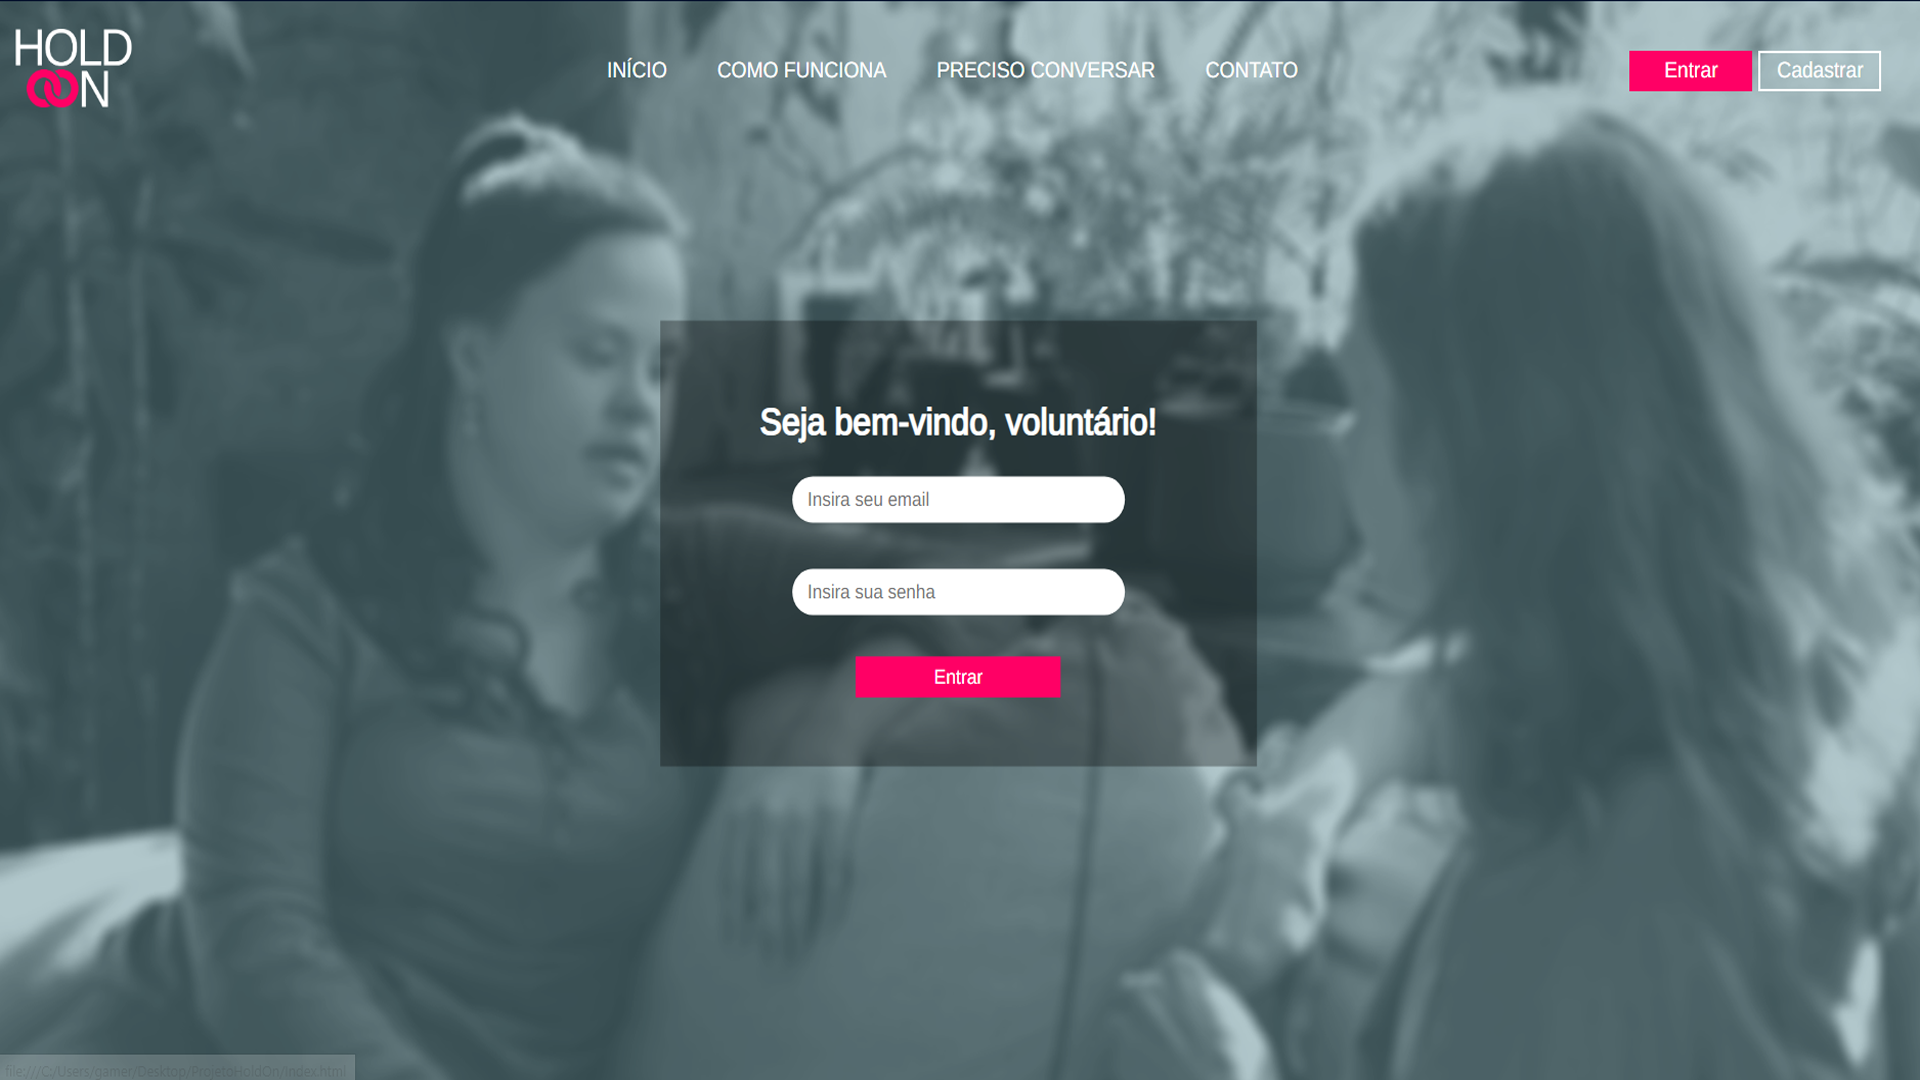 HOLD
ON
INÍCIO COMO FUNCIONA PRECISO CONVERSAR CONTATO
Entrar Cadastrar
Seja bem-vindo, voluntário!
Insira seu email
Insira sua senha
Entrar
file:///C:/Users/gamer/Desktop/ProjetoHoldOn/index.html